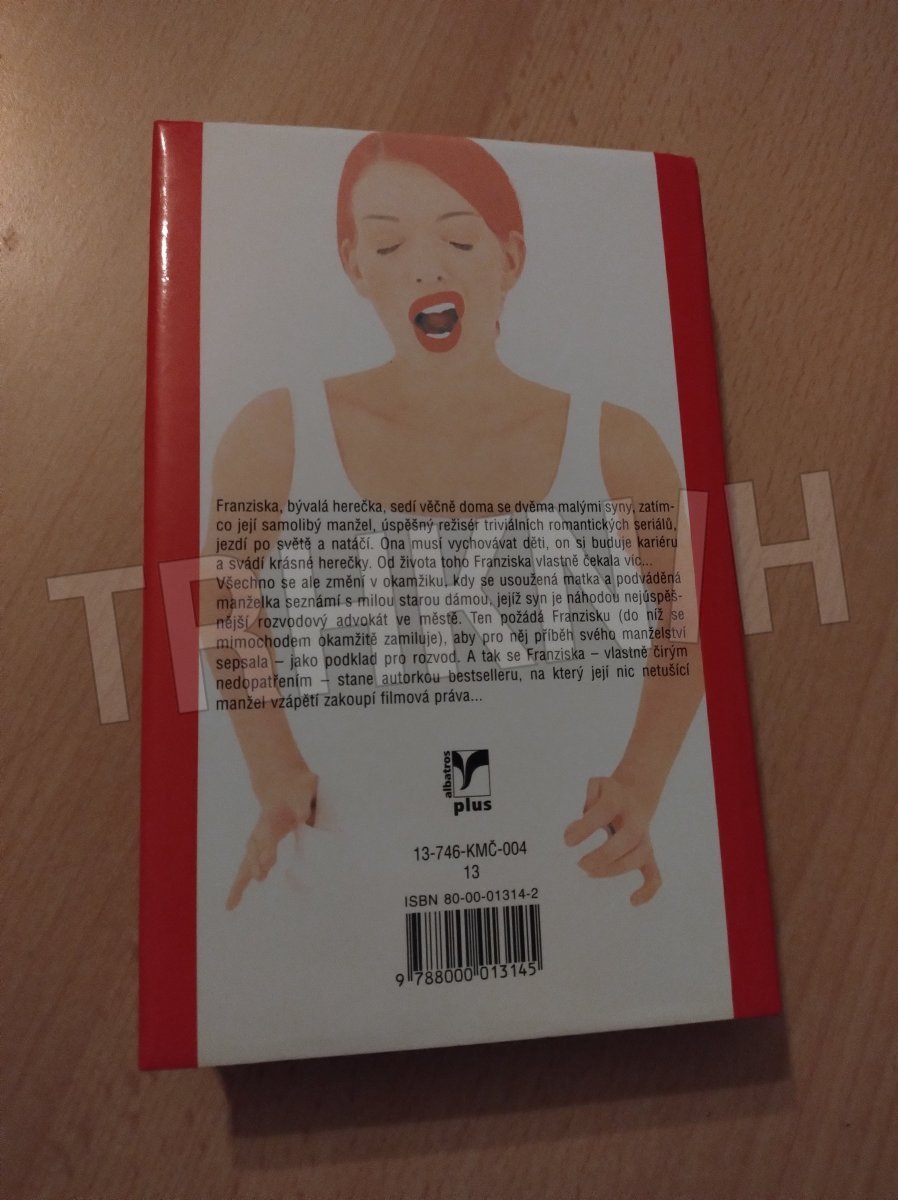 Franziska, bývalá herečka, sedí věčně doma se dvěma malými syny, zatím-
co její samolibý manžel, úspěšný režisér triviálních romantických seriálů,
jezdí po světě a natáčí. Ona musí vychovávat děti, on si buduje kariéru
a svádí krásné herečky. Od života toho Franziska vlastně čekala víc...
Všechno se ale změní v okamžiku, kdy se usoužená matka a podváděná
manželka seznámí s milou starou dámou, jejíž syn je náhodou nejúspěš-
nější rozvodový advokát ve městě. Ten požádá Franzisku (do níž se
mimochodem okamžitě zamiluje), aby pro něj příběh svého manželství
sepsala – jako podklad pro rozvod. A tak se Franziska – vlastně čirým
nedopatřením – stane autorkou bestselleru, na který její nic netušící
manžel vzápětí zakoupí filmová práva...
TRHKNIH
albatros
plus
13-746-KMČ-004
13
ISBN 80-00-01314-2
9 788000 013145